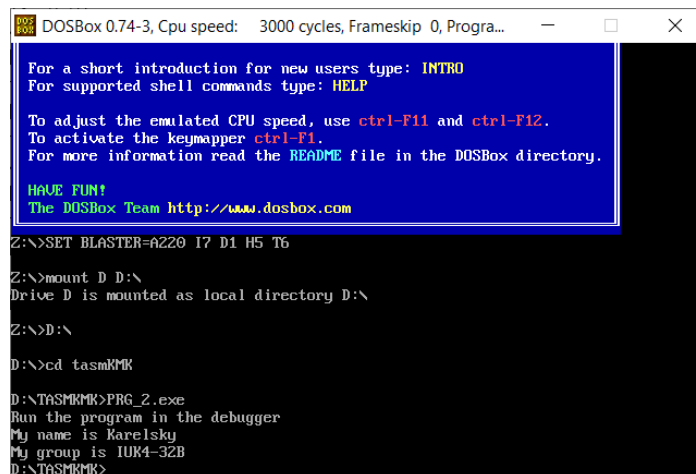 DOSBox 0.74-3, Cpu speed: 3000 cycles, Frameskip 0, Progra...
For a short introduction for new users type: INTRO
For supported shell commands type: HELP
To adjust the emulated CPU speed, use ctrl-F11 and ctrl-F12.
To activate the keymapper ctrl-F1.
For more information read the README file in the DOSBox directory.
HAVE FUN!
The DOSBox Team http://www.dosbox.com
Z:\>SET BLASTER=A220 I7 D1 H5 T6
Z:\>mount D D:\
Drive D is mounted as local directory D:\
Z:\>D:\
D:\>cd tasmKMK
D:\TASMKMK>PRG_2.exe
Run the program in the debugger
My name is Karelsky
My group is IUK4-32B
D:\TASMKMK>